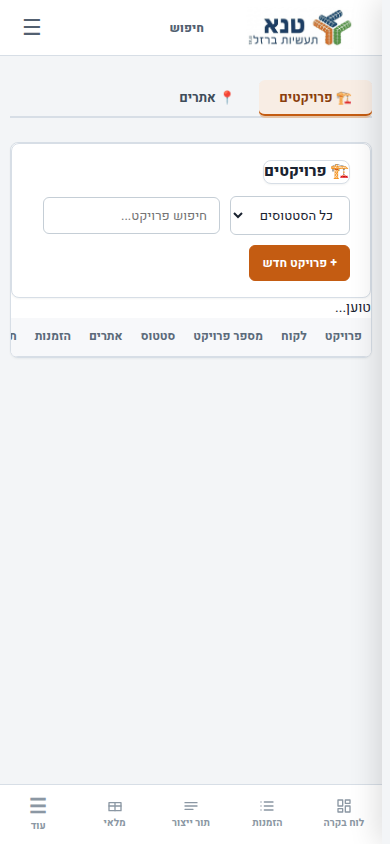 טנא
תעשיות ברזל
חיפוש
☰
🏗️ פרויקטים
📍 אתרים
🏗️ פרויקטים
כל הסטטוסים
חיפוש פרויקט...
+ פרויקט חדש
טוען...
פרויקט לקוח מספר פרויקט סטטוס אתרים הזמנות
לוח בקרה
הזמנות
תור ייצור
מלאי
עוד